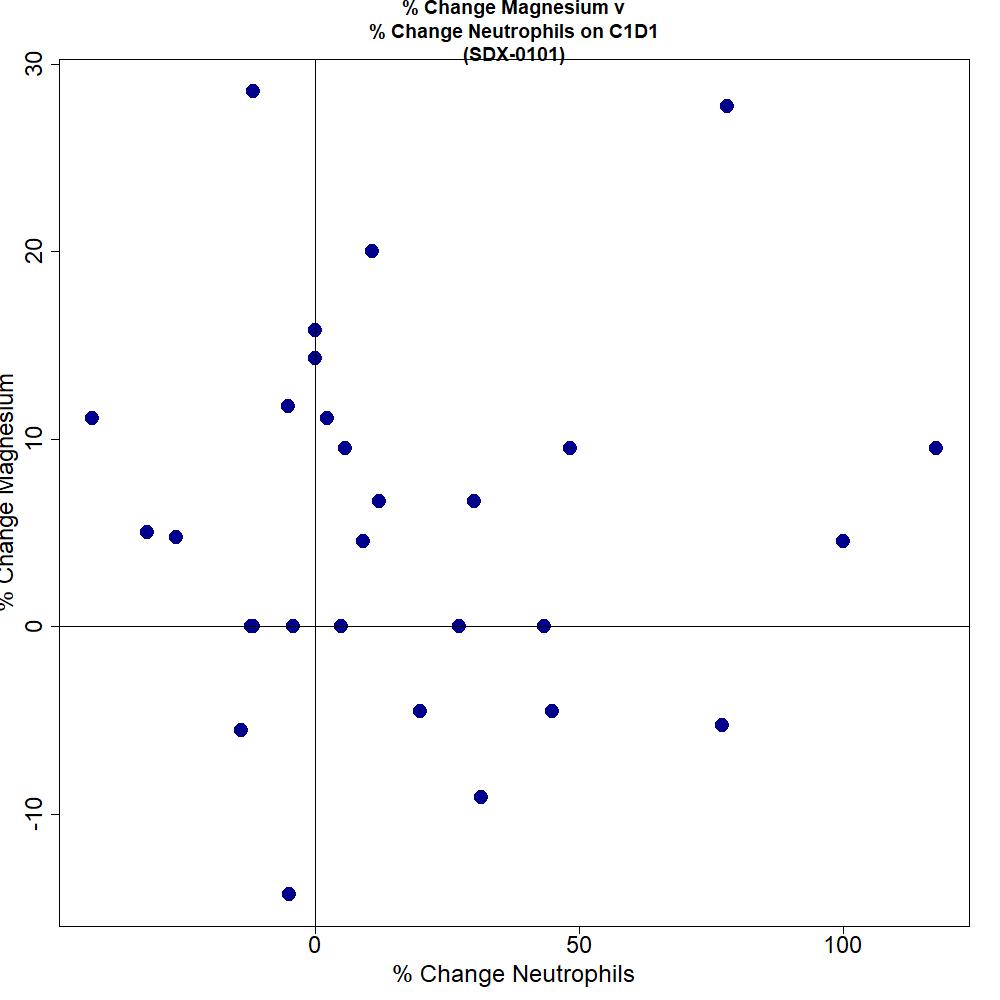 % Change Magnesium v
% Change Neutrophils on C1D1
(SDX-0101)
30
20
10
0
-10
% Change Magnesium
0
50
100
% Change Neutrophils